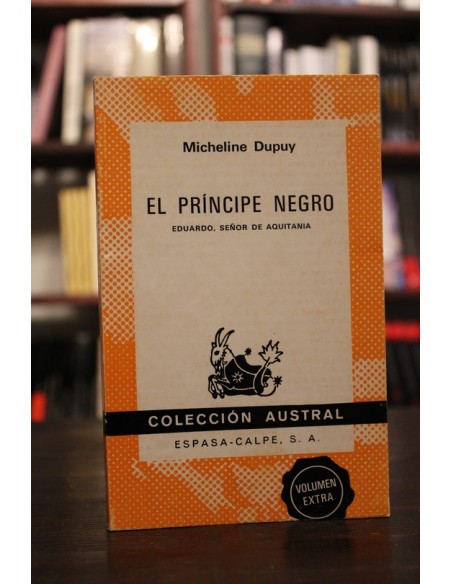 Micheline Dupuy
EL PRÍNCIPE NEGRO
EDUARDO, SEÑOR DE AQUITANIA
COLECCIÓN AUSTRAL
ESPASA-CALPE, S. A.
VOLUMEN
EXTRA